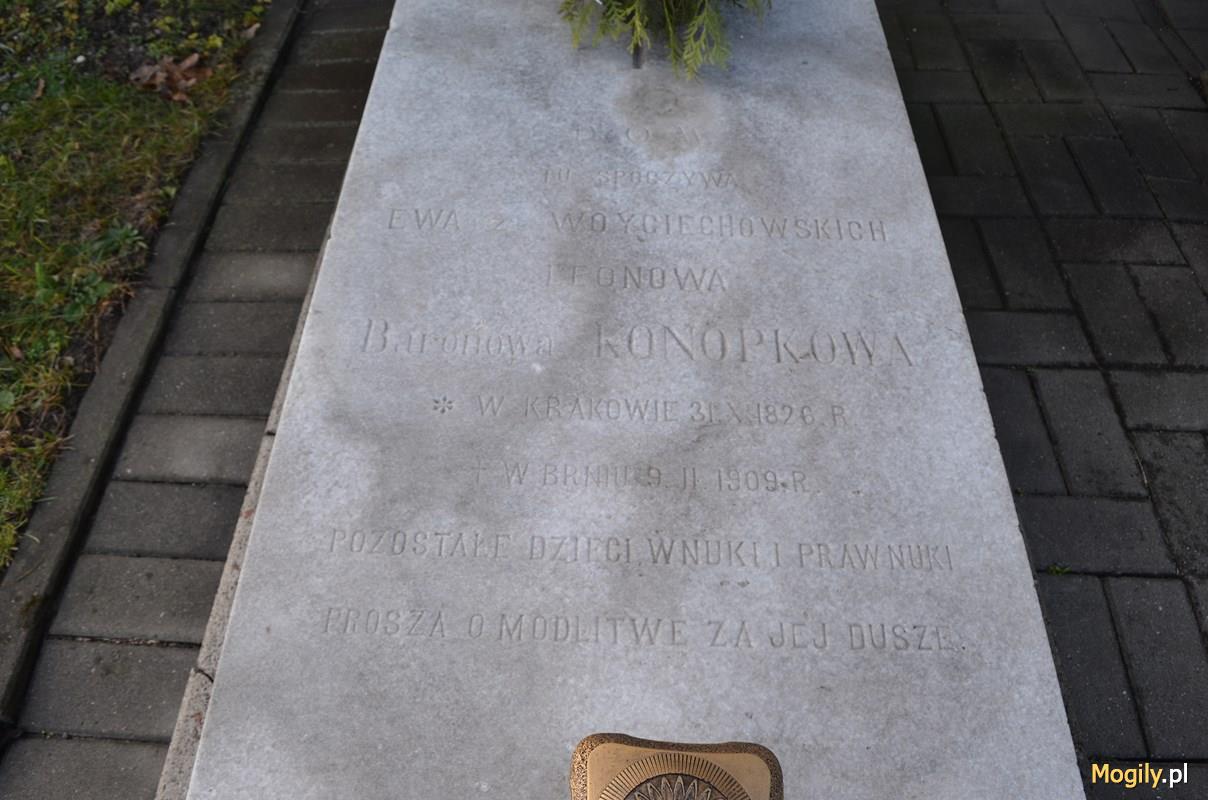 D. O. M.
TU SPOCZYWA
EWA z WOYCIECHOWSKICH
LEONOWA
Baronowa KONOPKOWA
* W KRAKOWIE 31.X.1826.R.
† W BRNIU 9. II. 1909.R.
POZOSTAŁE DZIECI, WNUKI I PRAWNUKI
PROSZĄ O MODLITWĘ ZA JEJ DUSZĘ.
Mogily.pl